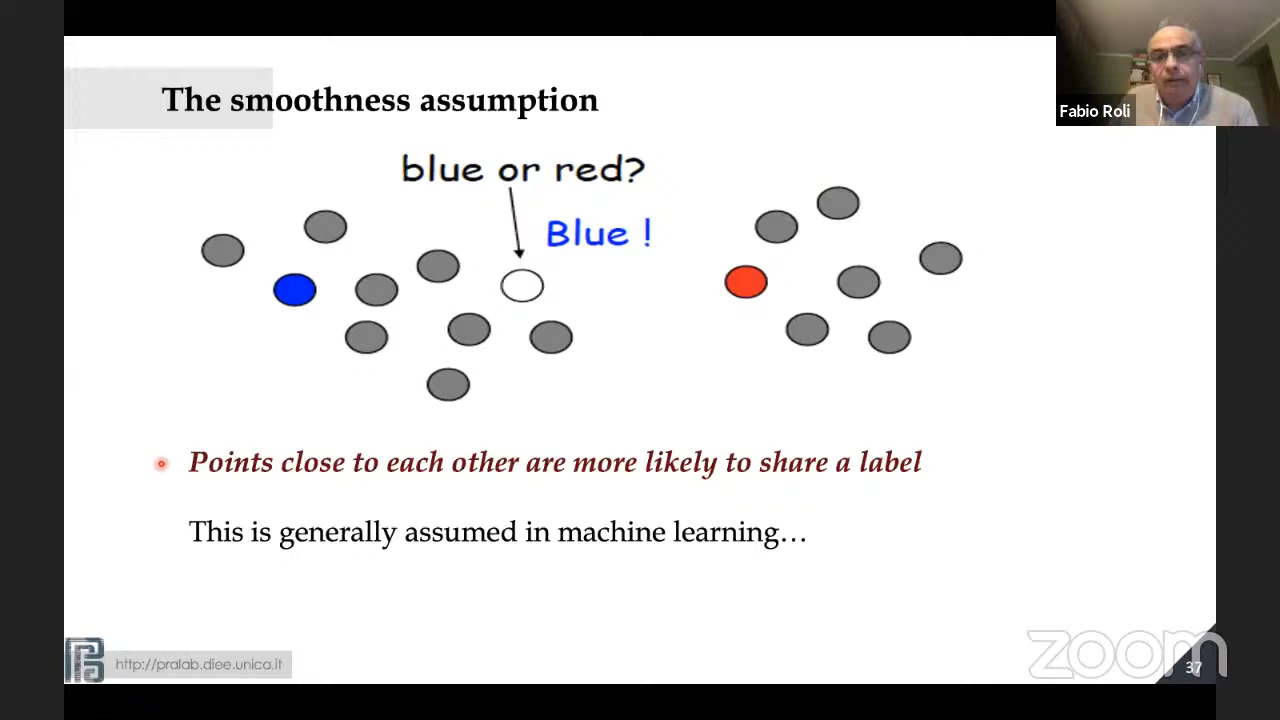 Fabio Roli
The smoothness assumption
blue or red?
Blue !
Points close to each other are more likely to share a label
This is generally assumed in machine learning…
http://pralab.diee.unica.it
zoom
37